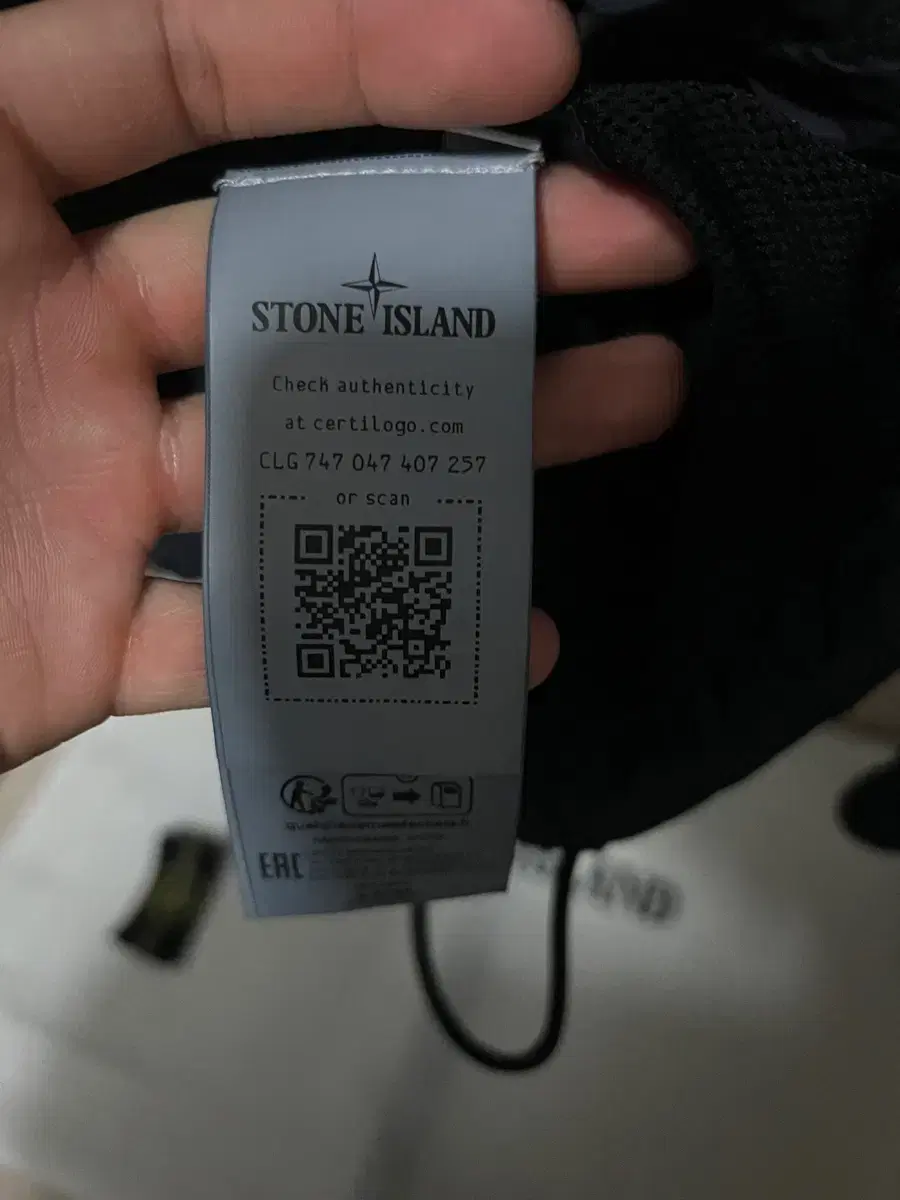 STONE ISLAND
Check authenticity
at certilogo.com
CLG 747 047 407 257
or scan
EAC